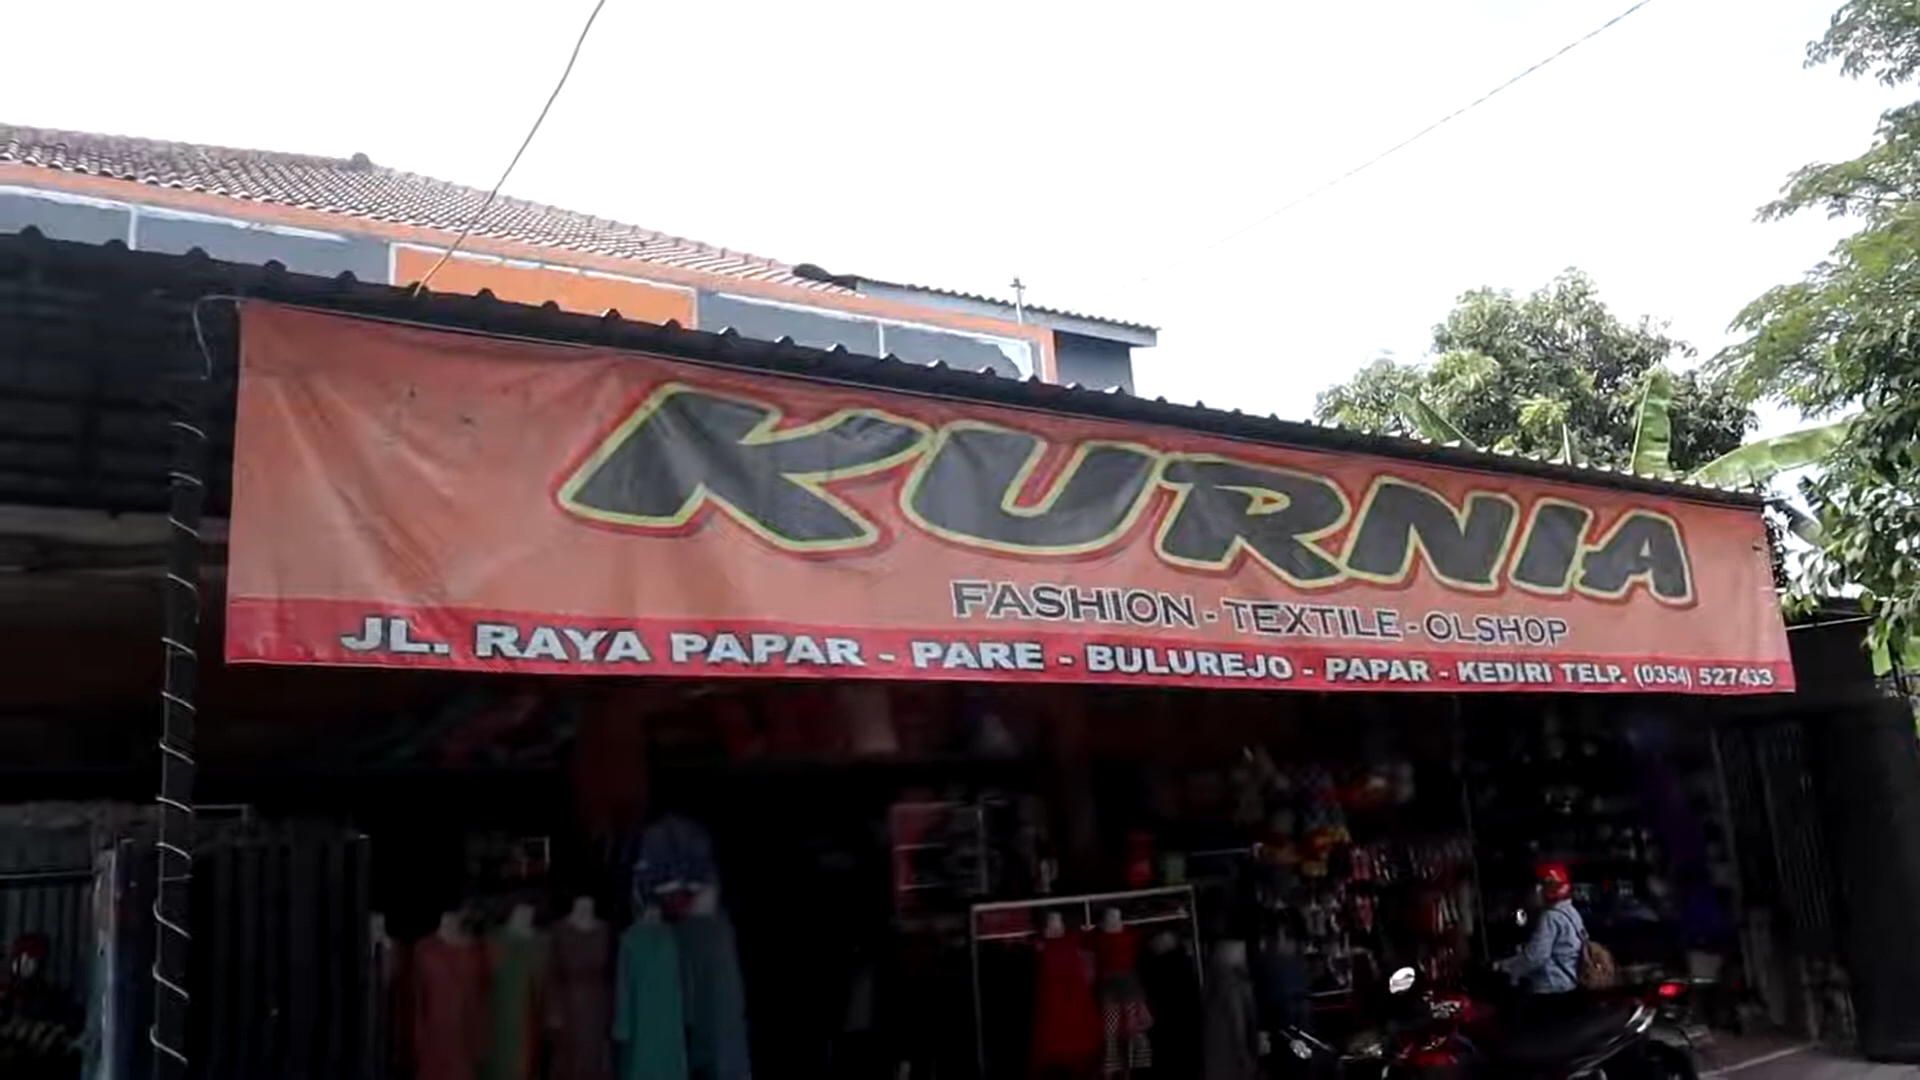 KURNIA
FASHION - TEXTILE - OLSHOP
JL. RAYA PAPAR - PARE - BULUREJO - PAPAR - KEDIRI TELP. (0354) 527433